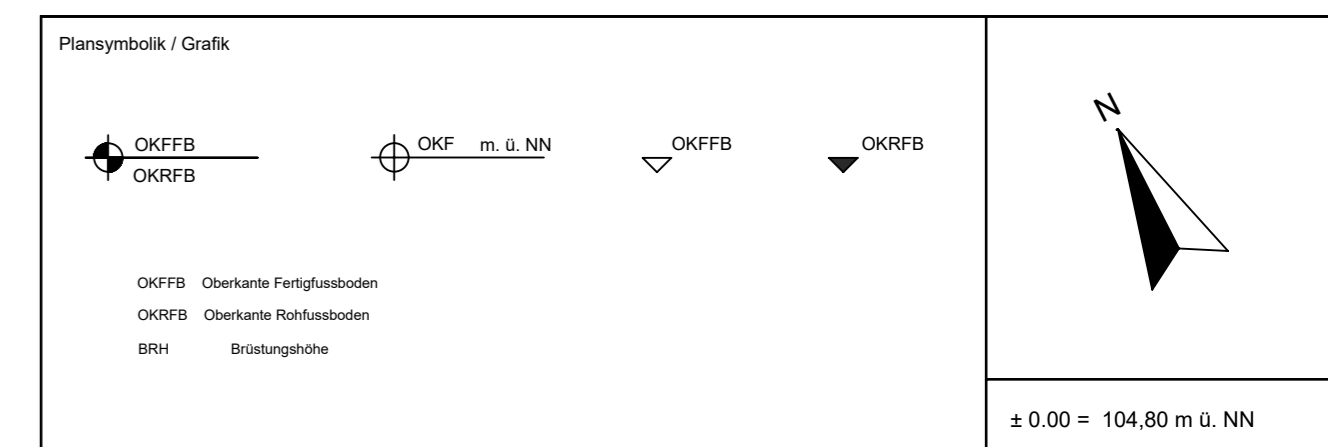 Plansymbolik / Grafik
N
OKFFB
OKRFB
OKF m. ü. NN
OKFFB
OKRFB
OKFFB Oberkante Fertigfussboden
OKRFB Oberkante Rohfussboden
BRH Brüstungshöhe
± 0.00 = 104,80 m ü. NN